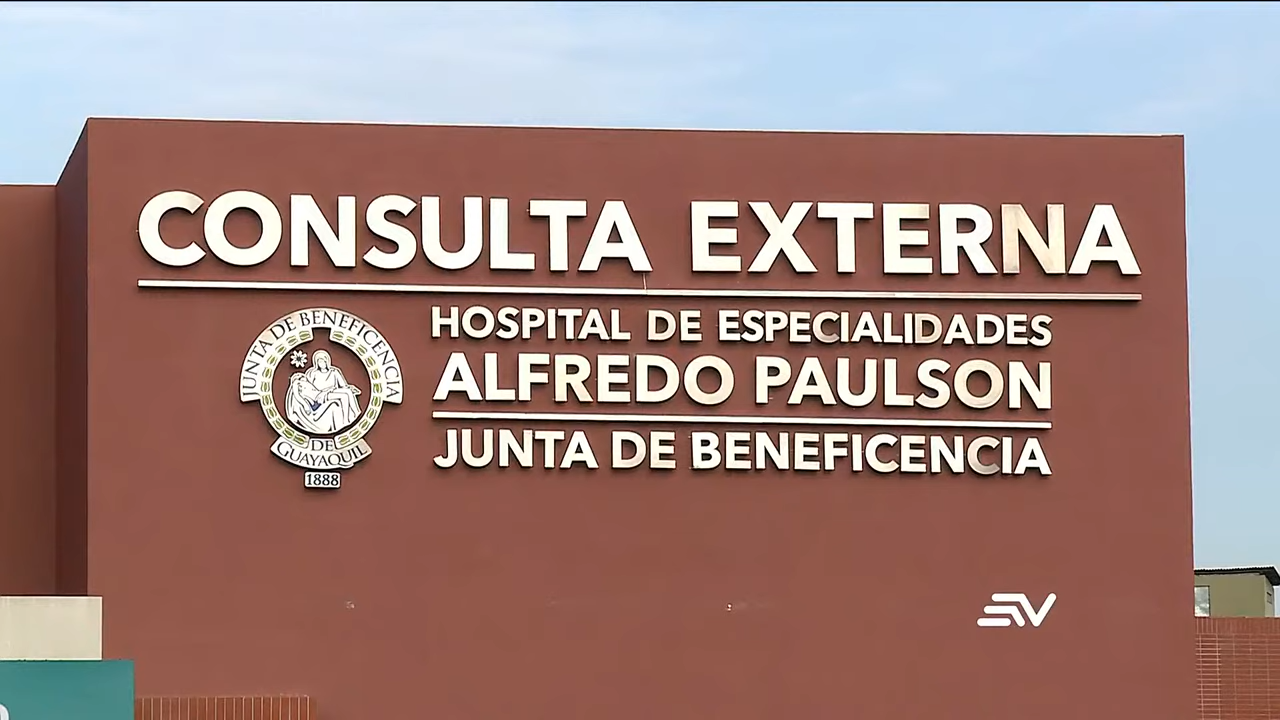 CONSULTA EXTERNA
HOSPITAL DE ESPECIALIDADES
ALFREDO PAULSON
JUNTA DE BENEFICENCIA
JUNTA DE BENEFICENCIA
DE
GUAYAQUIL
1888